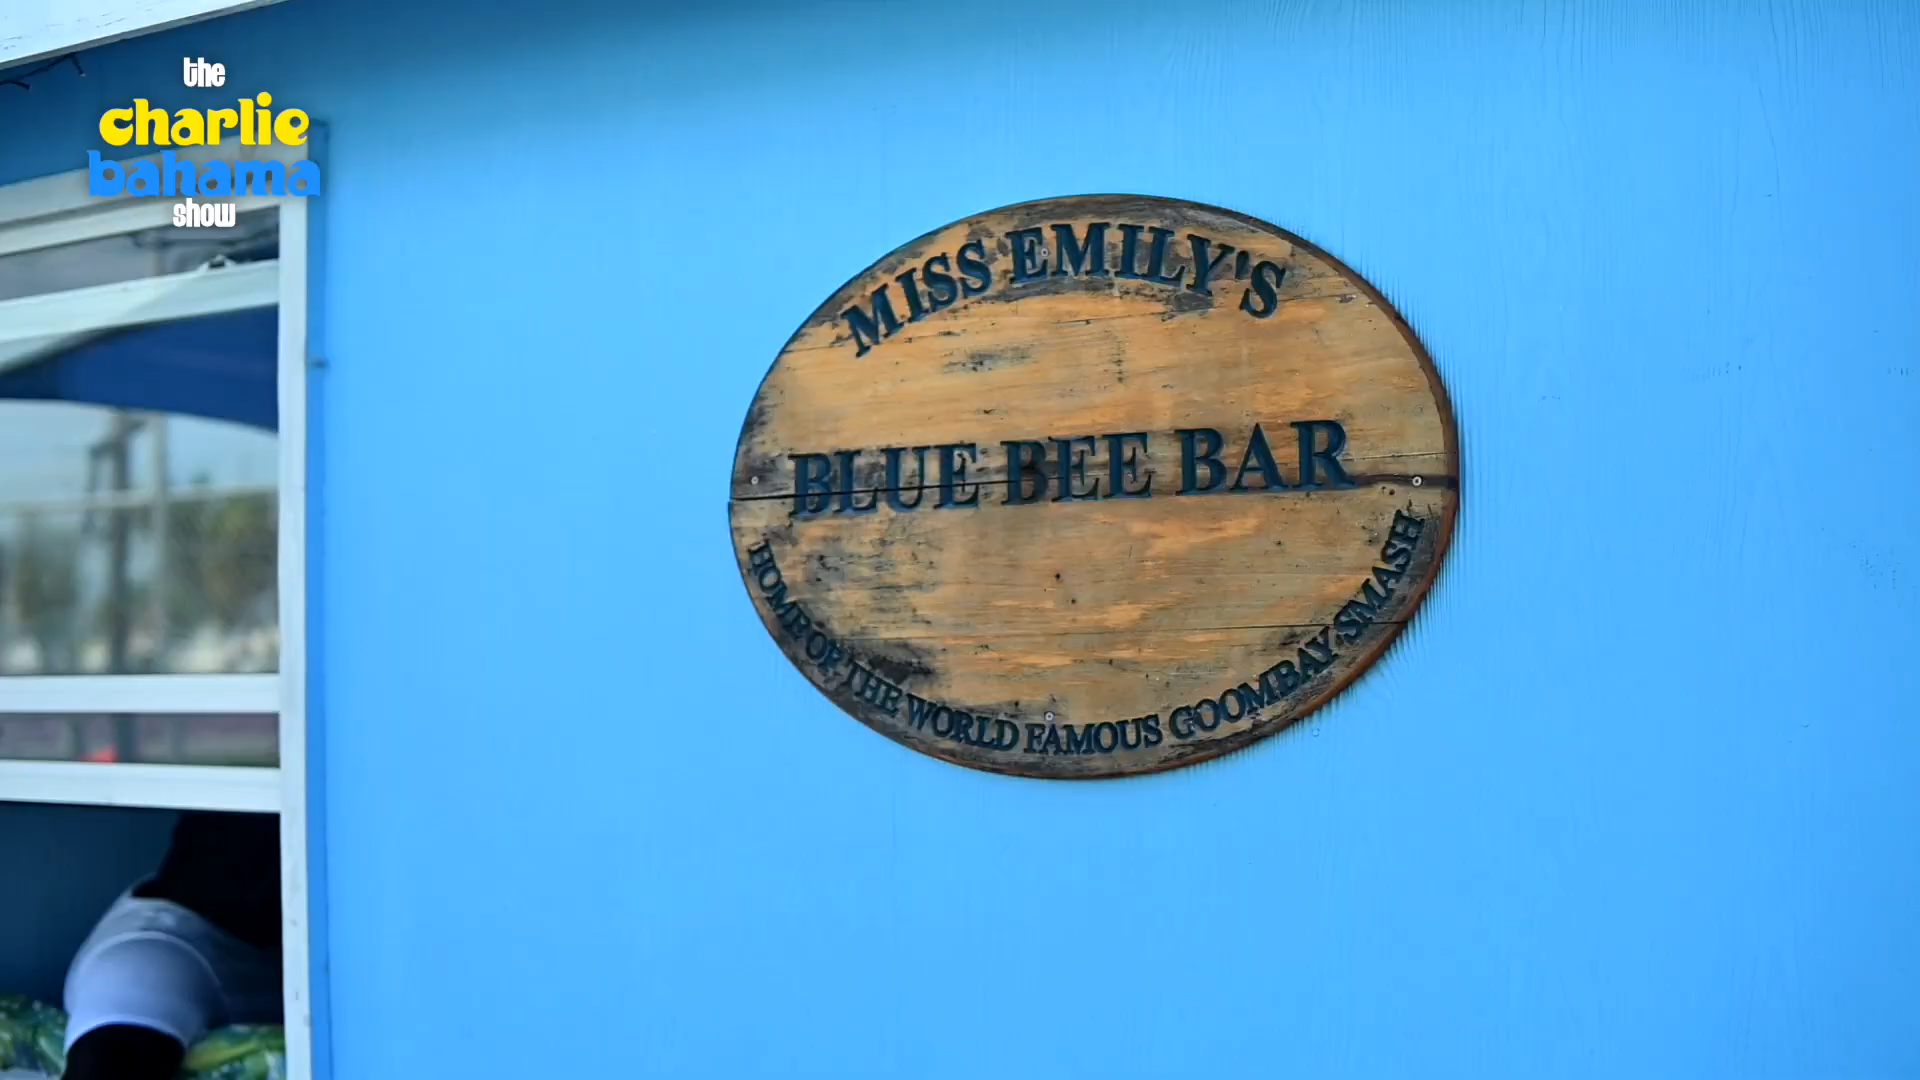 the
charlie
bahama
show
MISS EMILY'S
BLUE BEE BAR
HOME OF THE WORLD FAMOUS GOOMBAY SMASH